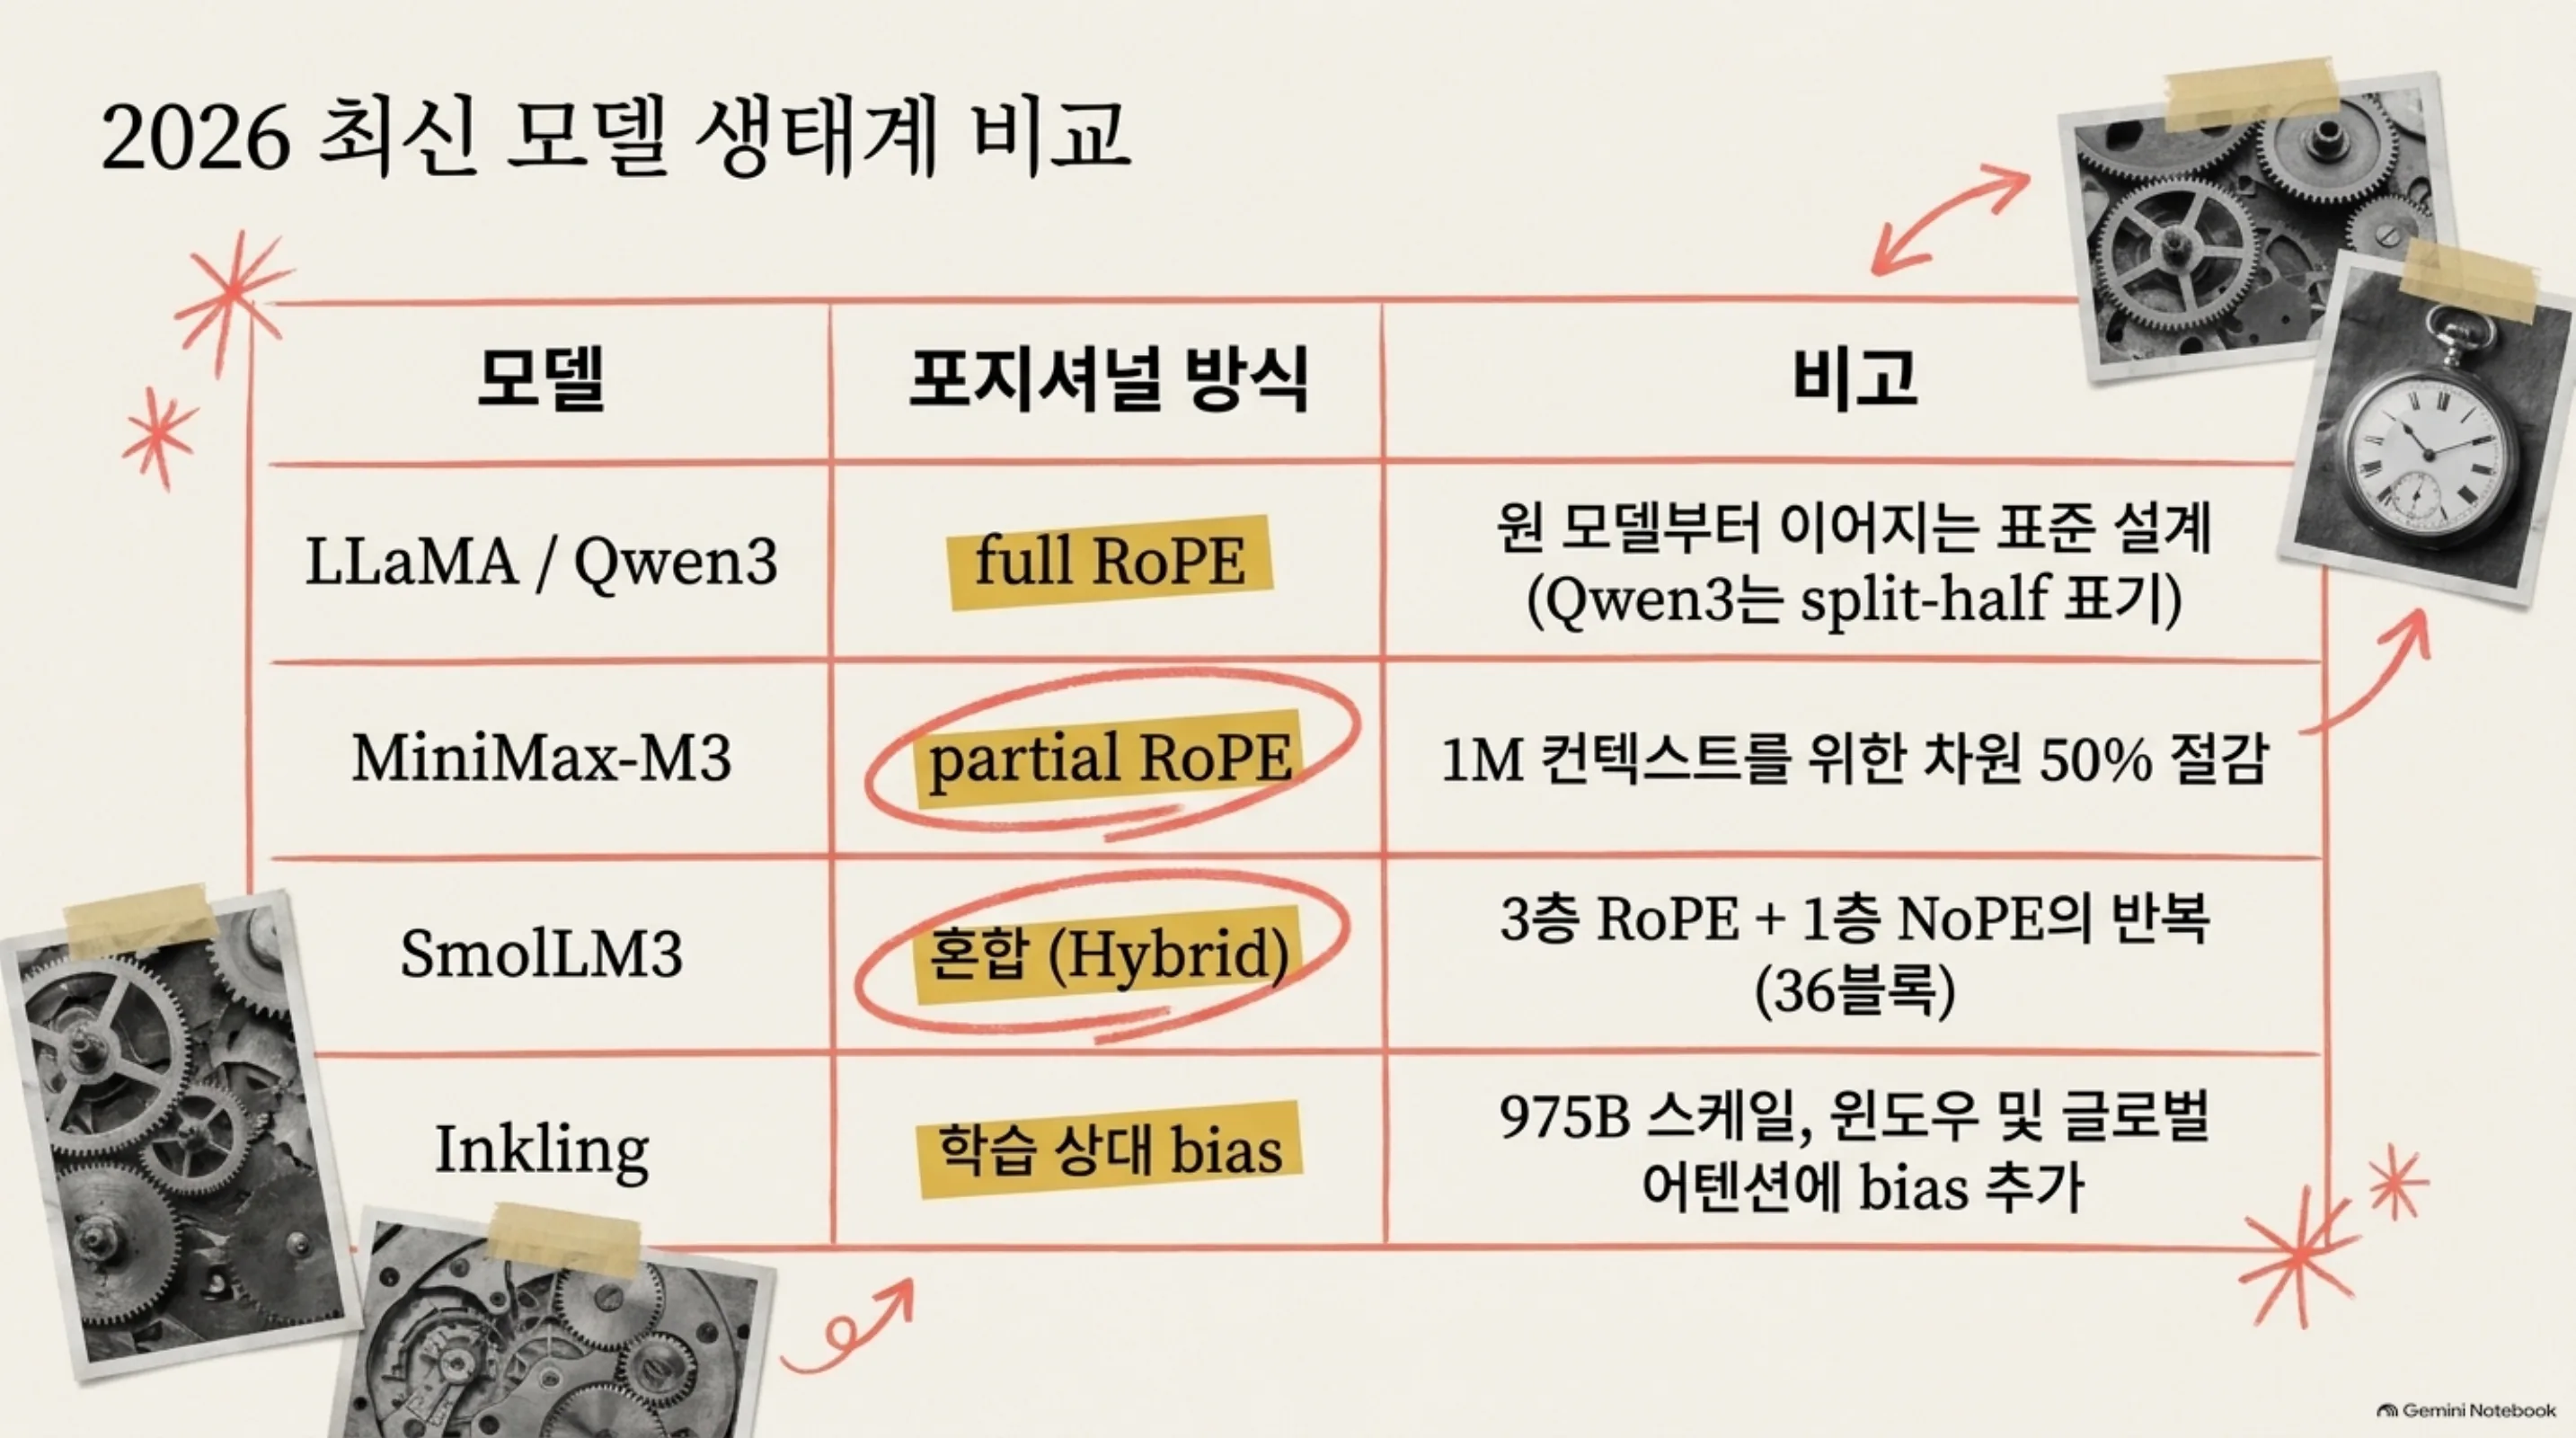 2026 최신 모델 생태계 비교
모델
포지셔널 방식
비고
LLaMA / Qwen3
full RoPE
원 모델부터 이어지는 표준 설계
(Qwen3는 split-half 표기)
MiniMax-M3
partial RoPE
1M 컨텍스트를 위한 차원 50% 절감
SmolLM3
혼합 (Hybrid)
3층 RoPE + 1층 NoPE의 반복
(36블록)
Inkling
학습 상대 bias
975B 스케일, 윈도우 및 글로벌
어텐션에 bias 추가
Gemini Notebook